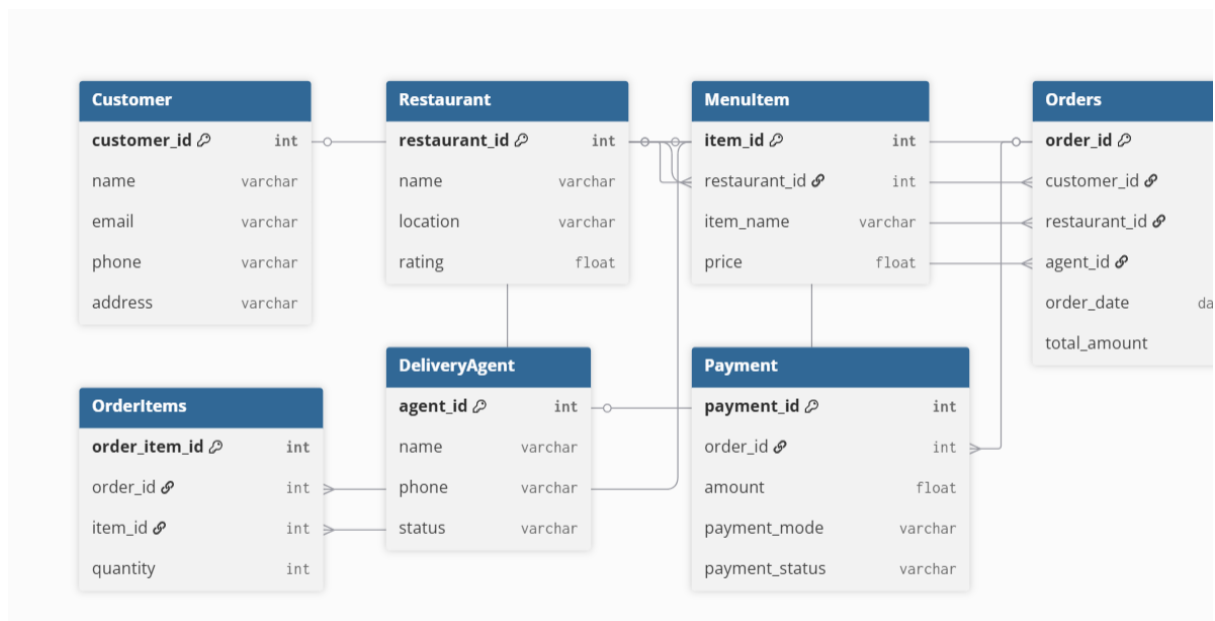 Customer
customer_id int
name varchar
email varchar
phone varchar
address varchar
Restaurant
restaurant_id int
name varchar
location varchar
rating float
MenuItem
item_id int
restaurant_id int
item_name varchar
price float
Orders
order_id
customer_id
restaurant_id
agent_id
order_date da
total_amount
OrderItems
order_item_id int
order_id int
item_id int
quantity int
DeliveryAgent
agent_id int
name varchar
phone varchar
status varchar
Payment
payment_id int
order_id int
amount float
payment_mode varchar
payment_status varchar